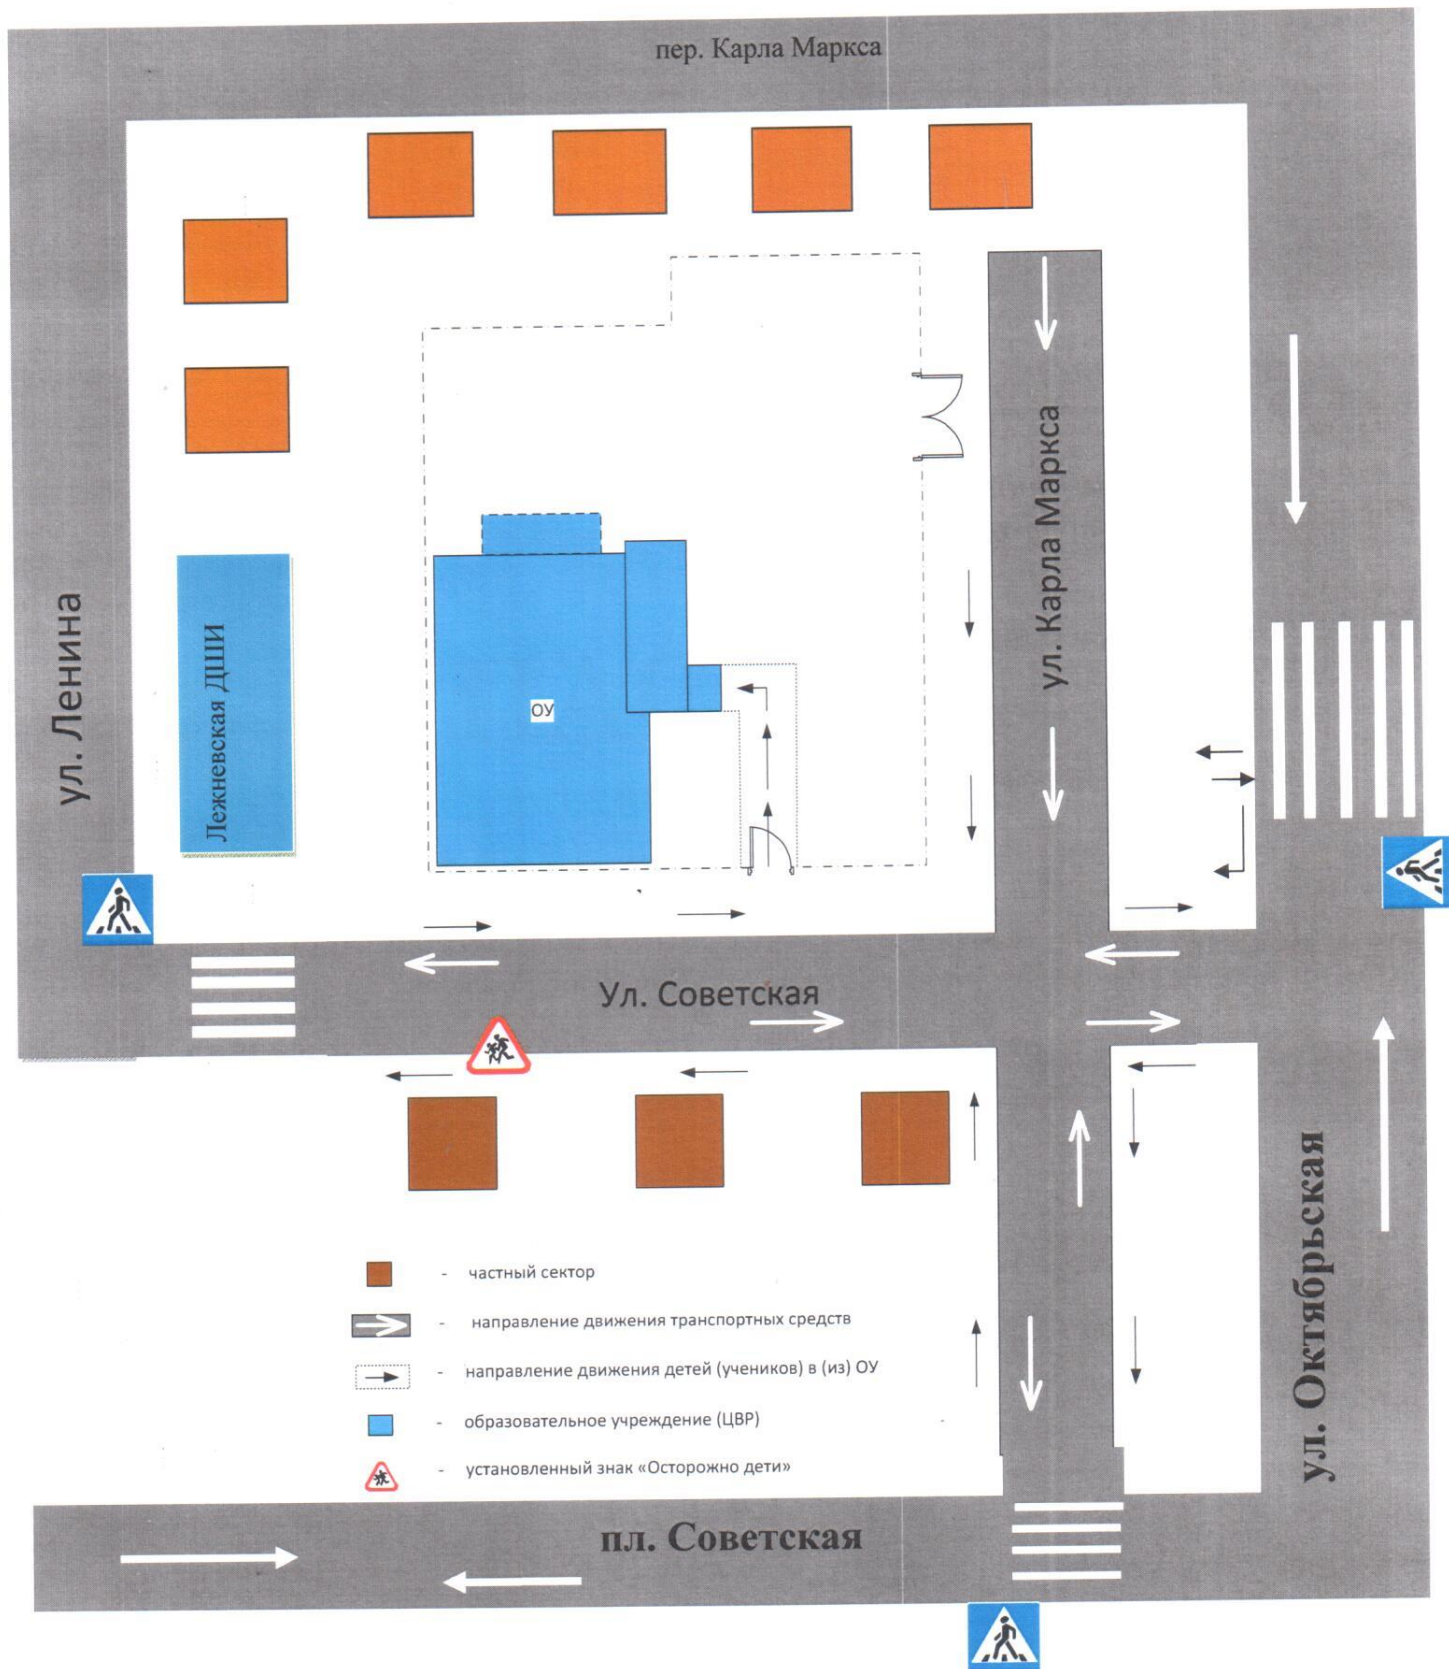 пер. Карла Маркса
ул. Ленина
Лежневская ДШИ
ОУ
ул. Карла Маркса
Ул. Советская
ул. Октябрьская
- частный сектор
- направление движения транспортных средств
- направление движения детей (учеников) в (из) ОУ
- образовательное учреждение (ЦВР)
- установленный знак «Осторожно дети»
пл. Советская